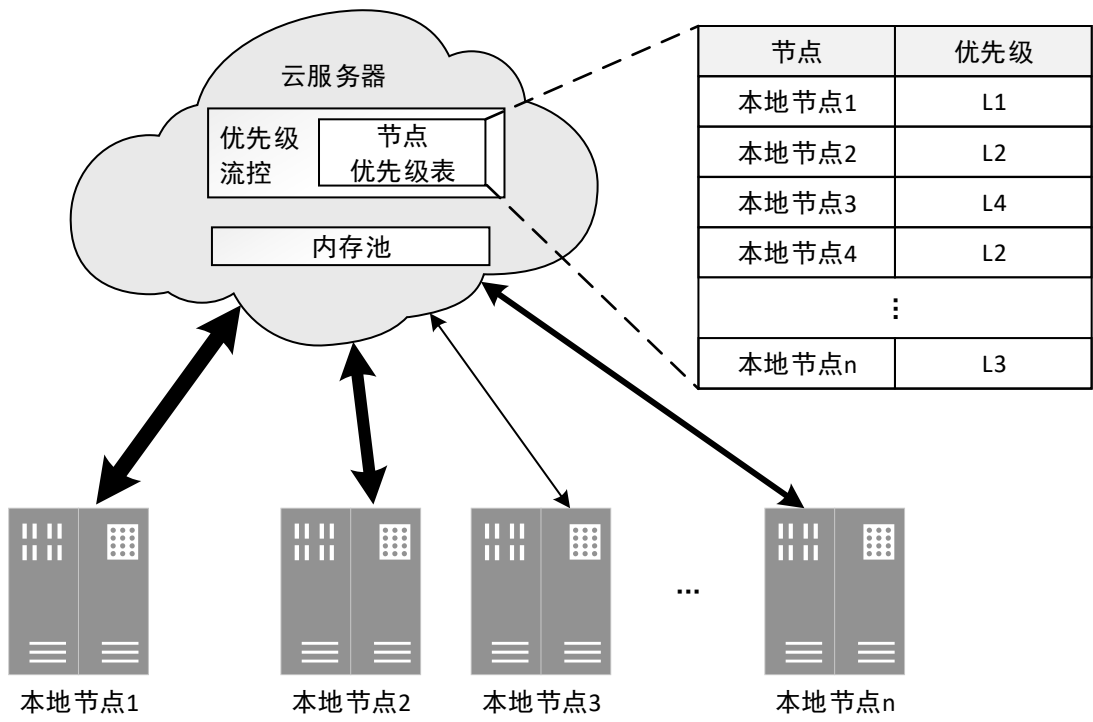 云服务器
优先级
流控
节点
优先级表
内存池
节点 优先级
本地节点1 L1
本地节点2 L2
本地节点3 L4
本地节点4 L2
⋮
本地节点n L3
...
本地节点1 本地节点2 本地节点3 本地节点n